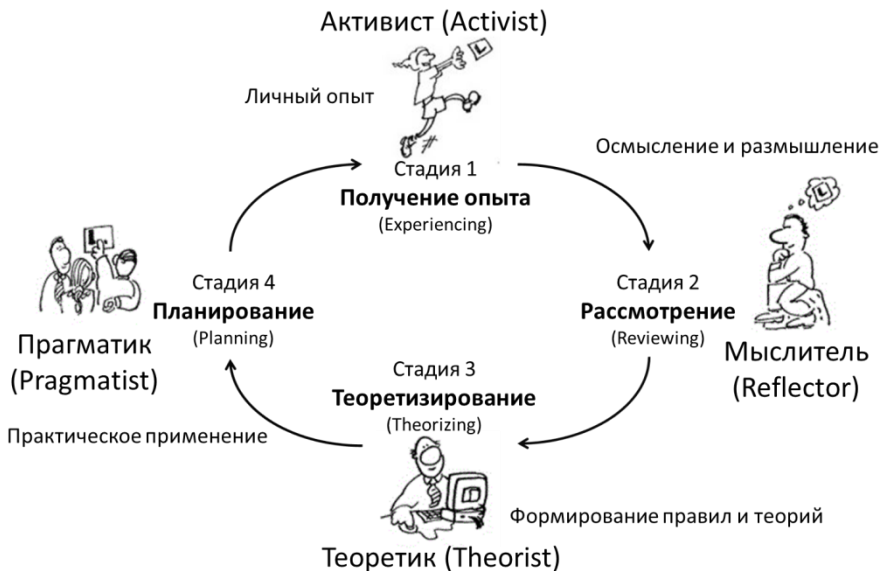 Активист (Activist)
Личный опыт
Стадия 1
Получение опыта
(Experiencing)
Осмысление и размышление
Стадия 2
Рассмотрение
(Reviewing)
Мыслитель
(Reflector)
Стадия 3
Теоретизирование
(Theorizing)
Формирование правил и теорий
Теоретик (Theorist)
Стадия 4
Планирование
(Planning)
Прагматик
(Pragmatist)
Практическое применение
L
L
L